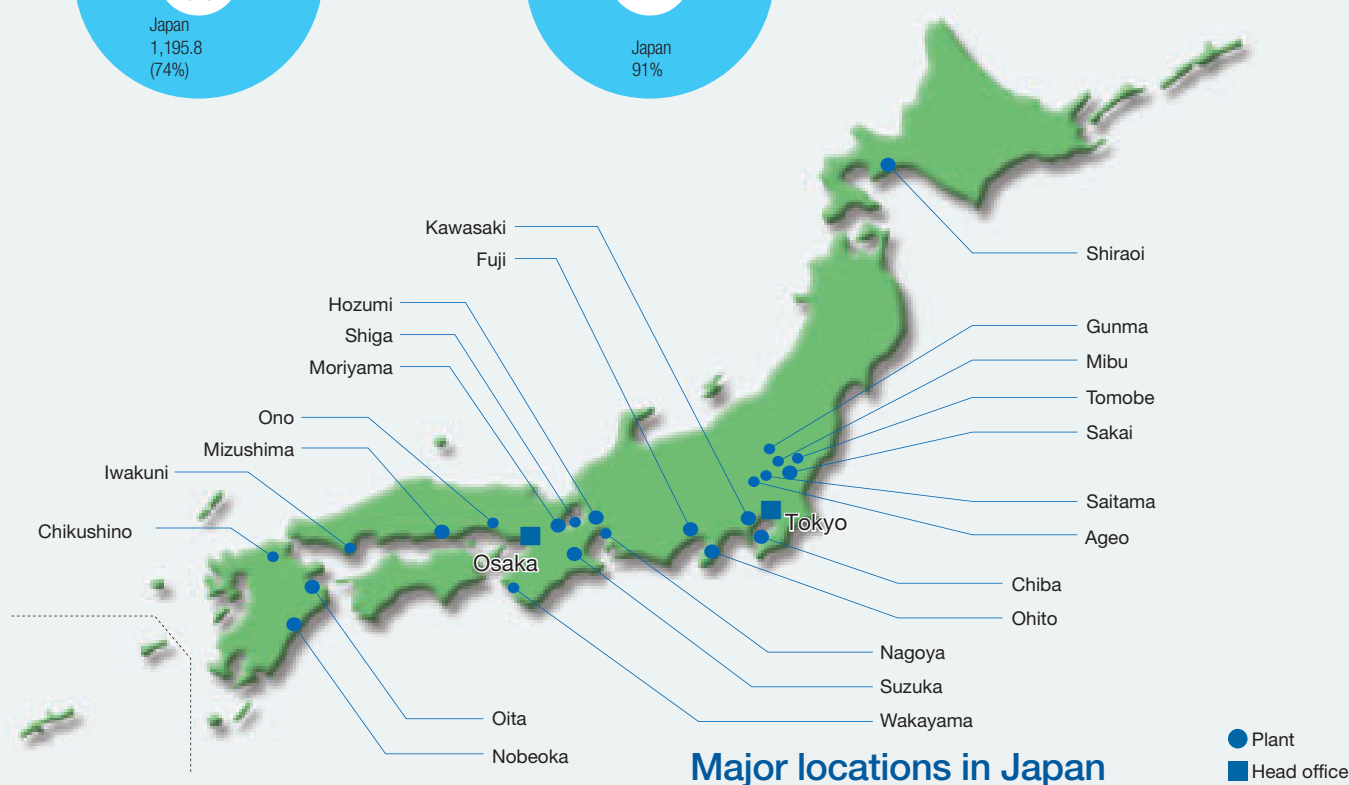 Japan
1,195.8
(74%)
Japan
91%
Kawasaki
Fuji
Hozumi
Shiga
Moriyama
Ono
Mizushima
Iwakuni
Chikushino
Shiraoi
Gunma
Mibu
Tomobe
Sakai
Saitama
Ageo
Tokyo
Osaka
Chiba
Ohito
Nagoya
Suzuka
Wakayama
Oita
Nobeoka
Major locations in Japan
Plant
Head office